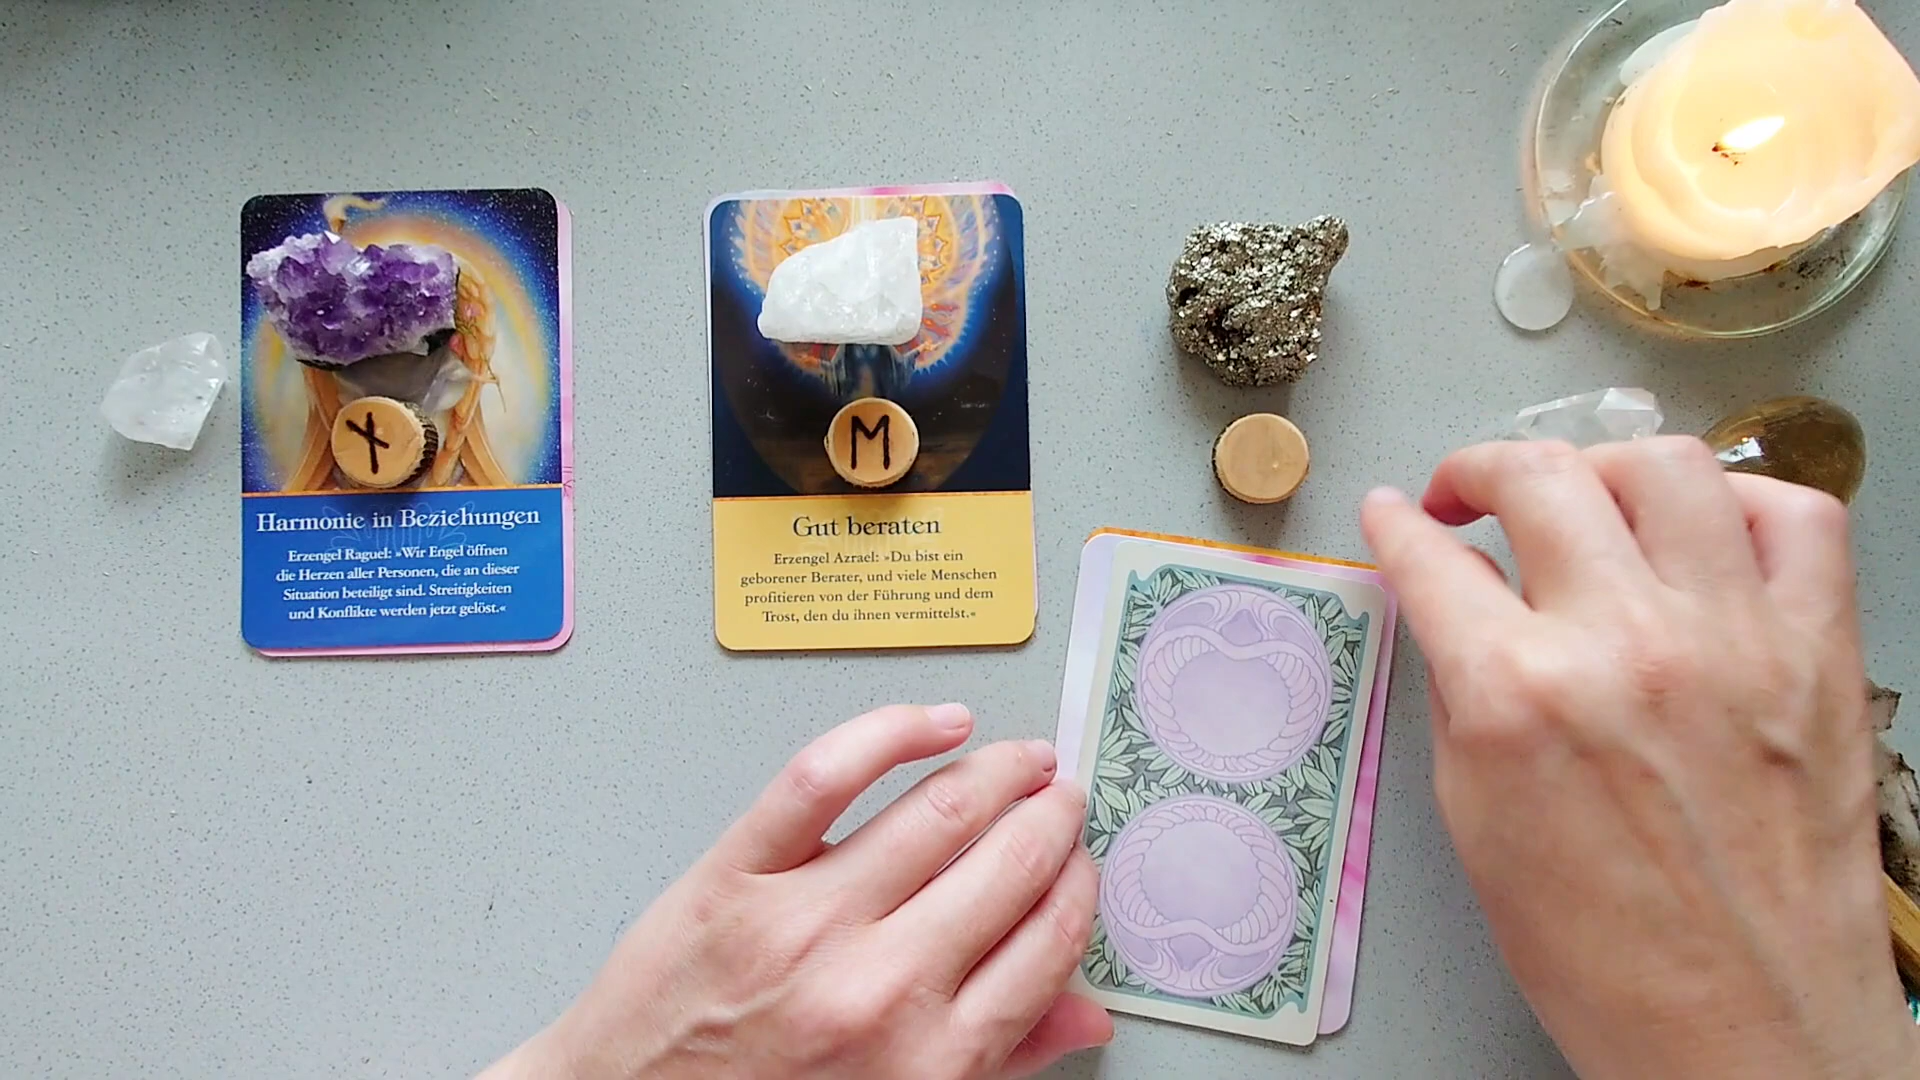 Harmonie in Beziehungen
Erzengel Raguel: »Wir Engel öffnen
die Herzen aller Personen, die an dieser
Situation beteiligt sind. Streitigkeiten
und Konflikte werden jetzt gelöst.«
ᚾ
ᛖ
Gut beraten
Erzengel Azrael: »Du bist ein
geborener Berater, und viele Menschen
profitieren von der Führung und dem
Trost, den du ihnen vermittelst.«